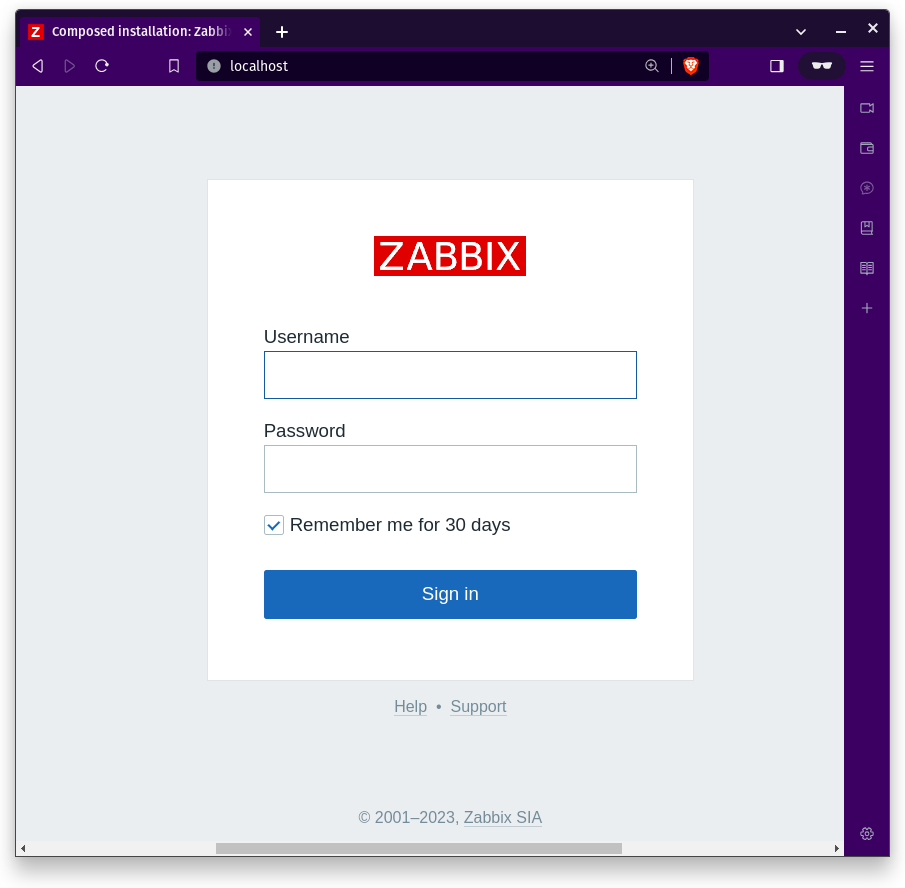 Z Composed installation: Zabbi
localhost
ZABBIX
Username
Password
Remember me for 30 days
Sign in
Help • Support
© 2001–2023, Zabbix SIA